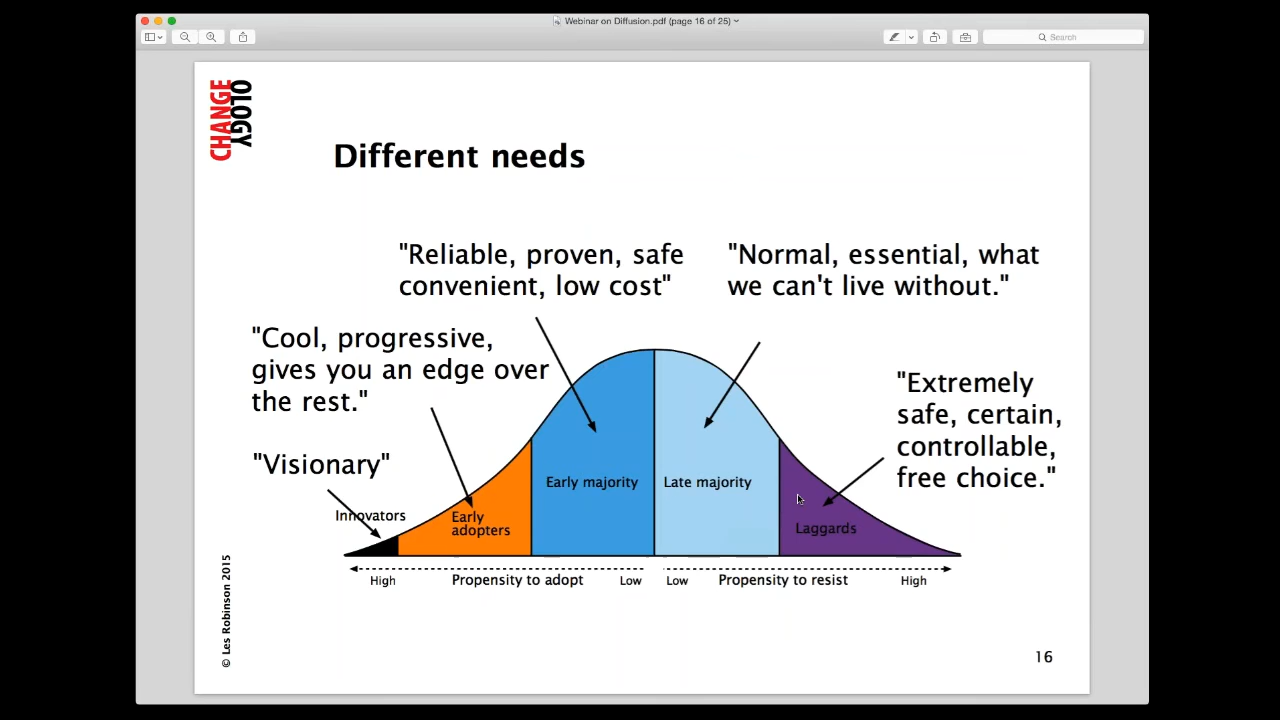 Webinar on Diffusion.pdf (page 16 of 25)
Search
CHANGE
OLOGY
Different needs
"Reliable, proven, safe
convenient, low cost"
"Normal, essential, what
we can't live without."
"Cool, progressive,
gives you an edge over
the rest."
"Extremely
safe, certain,
controllable,
free choice."
"Visionary"
Innovators
Early
adopters
Early majority
Late majority
Laggards
High
Propensity to adopt
Low
Low
Propensity to resist
High
© Les Robinson 2015
16